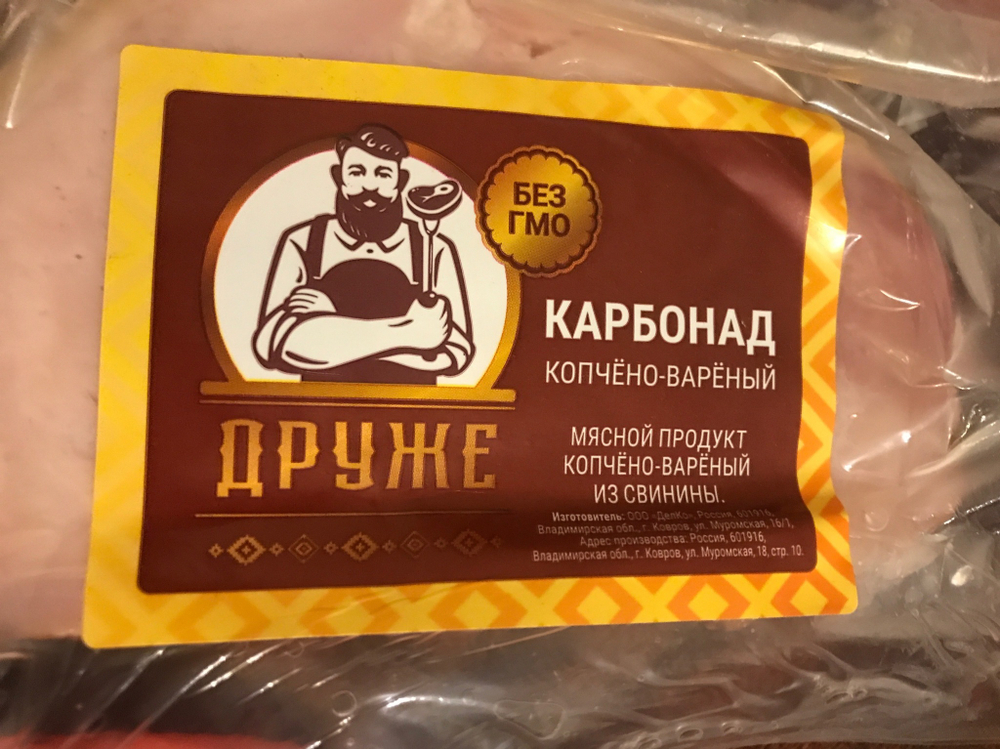 БЕЗ
ГМО
КАРБОНАД
КОПЧЁНО-ВАРЁНЫЙ
ДРУЖЕ
МЯСНОЙ ПРОДУКТ
КОПЧЁНО-ВАРЁНЫЙ
ИЗ СВИНИНЫ.
Изготовитель: ООО «ДелКо», Россия, 601916,
Владимирская обл., г. Ковров, ул. Муромская, 16/1,
Адрес производства: Россия, 601916,
Владимирская обл., г. Ковров, ул. Муромская, 18, стр. 10.